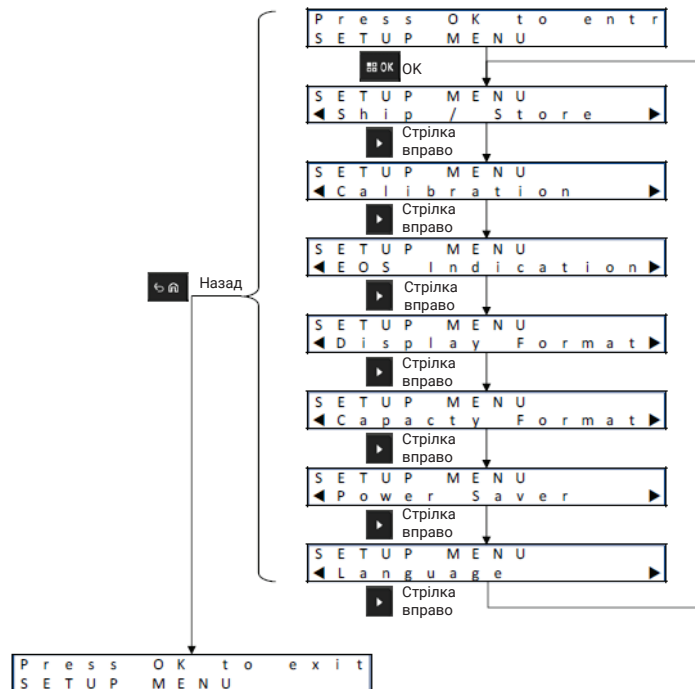 Press OK to entr
SETUP MENU
OK OK
SETUP MENU
◀Ship / Store ▶
Стрілка
вправо
SETUP MENU
◀Calibration ▶
Стрілка
вправо
SETUP MENU
◀EOS Indication▶
Стрілка
вправо
Назад
SETUP MENU
◀Display Format▶
Стрілка
вправо
SETUP MENU
◀Capacty Format▶
Стрілка
вправо
SETUP MENU
◀Power Saver ▶
Стрілка
вправо
SETUP MENU
◀Language ▶
Стрілка
вправо
Press OK to exit
SETUP MENU